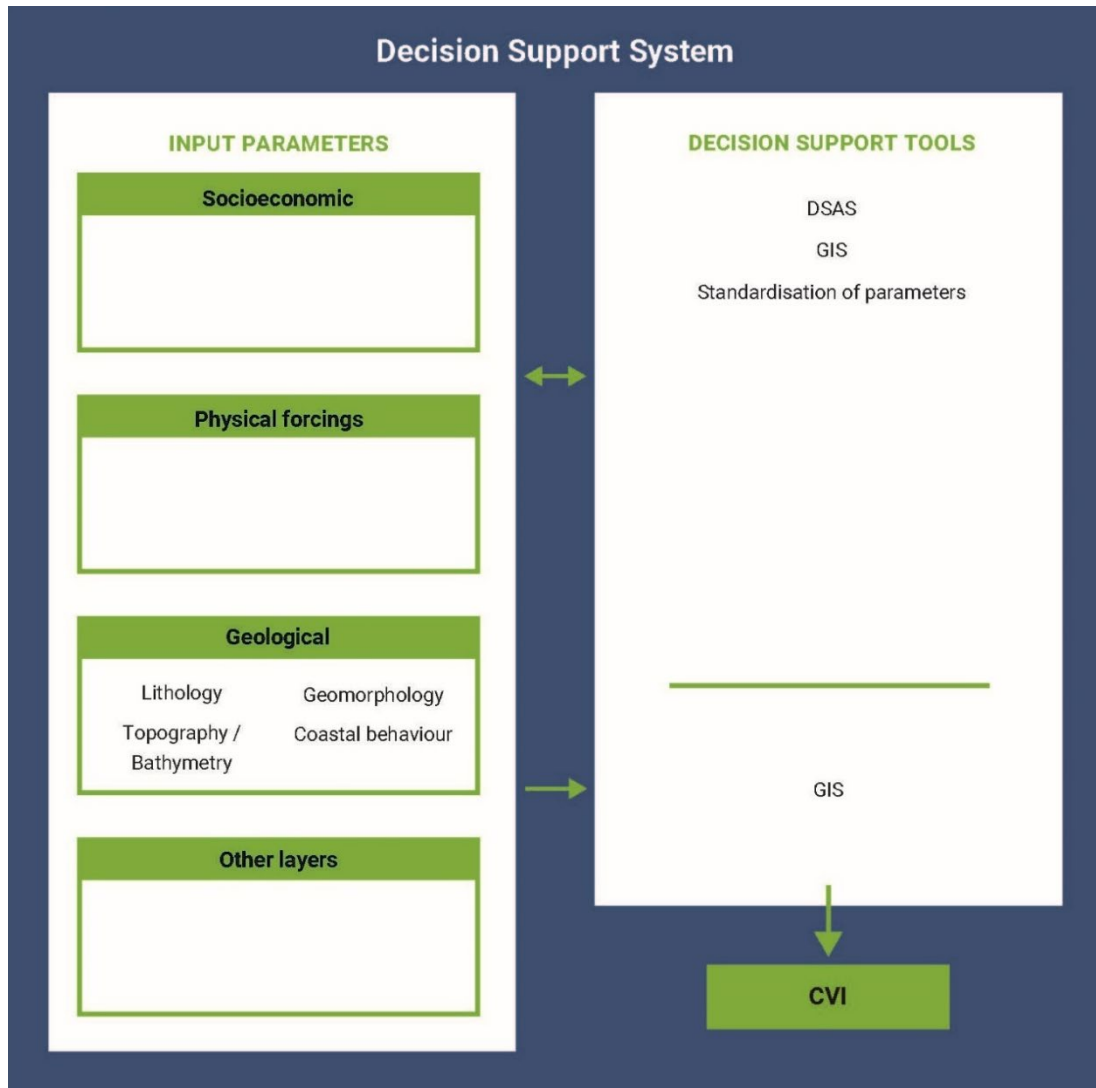 Decision Support System
INPUT PARAMETERS
Socioeconomic
Physical forcings
Geological
Lithology
Geomorphology
Topography /
Bathymetry
Coastal behaviour
Other layers
DECISION SUPPORT TOOLS
DSAS
GIS
Standardisation of parameters
GIS
CVI